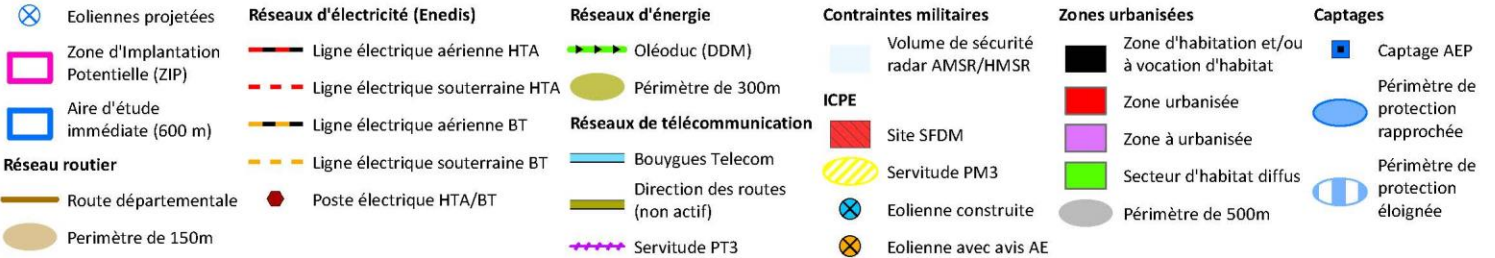 Eoliennes projetées
Zone d'Implantation
Potentielle (ZIP)
Aire d'étude
immédiate (600 m)
Réseau routier
Route départementale
Perimètre de 150m
Réseaux d'électricité (Enedis)
Ligne électrique aérienne HTA
Ligne électrique souterraine HTA
Ligne électrique aérienne BT
Ligne électrique souterraine BT
Poste électrique HTA/BT
Réseaux d'énergie
Oléoduc (DDM)
Périmètre de 300m
Réseaux de télécommunication
Bouygues Telecom
Direction des routes
(non actif)
Servitude PT3
Contraintes militaires
Volume de sécurité
radar AMSR/HMSR
ICPE
Site SFDM
Servitude PM3
Eolienne construite
Eolienne avec avis AE
Zones urbanisées
Zone d'habitation et/ou
à vocation d'habitat
Zone urbanisée
Zone à urbanisée
Secteur d'habitat diffus
Périmètre de 500m
Captages
Captage AEP
Périmètre de
protection
rapprochée
Périmètre de
protection
éloignée